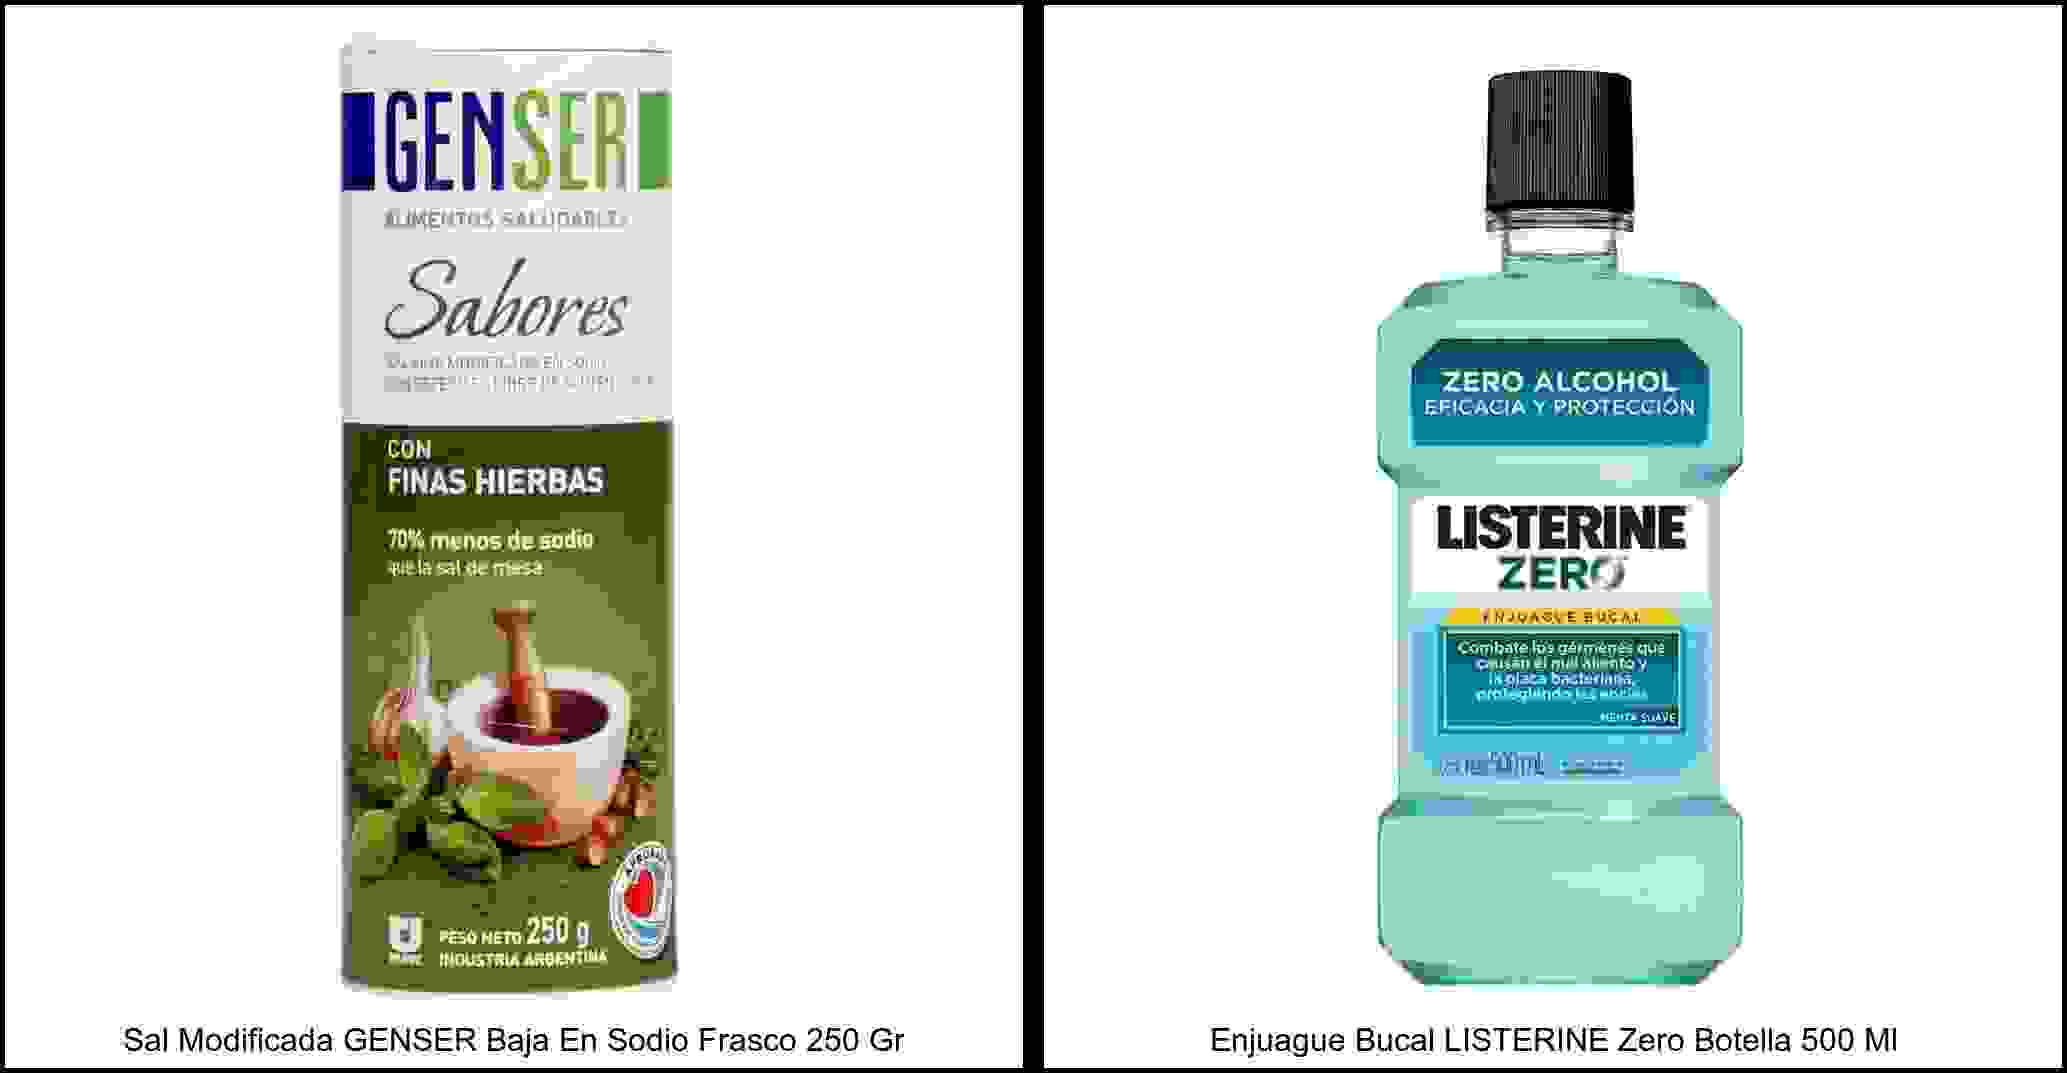 GENSER
ALIMENTOS SALUDABLES
Sabores
CON
FINAS HIERBAS
70% menos de sodio
que la sal de mesa
PESO NETO 250 g
INDUSTRIA ARGENTINA
Sal Modificada GENSER Baja En Sodio Frasco 250 Gr
ZERO ALCOHOL
EFICACIA Y PROTECCIÓN
LISTERINE
ZERO
ENJUAGUE BUCAL
Combate los gérmenes que
causan el mal aliento y
la placa bacteriana,
protegiendo las encías
MENTA SUAVE
500 mL
Enjuague Bucal LISTERINE Zero Botella 500 Ml